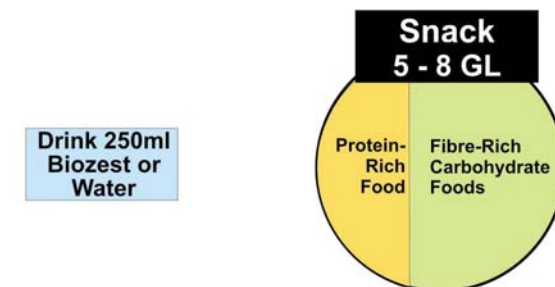 Snack
5 - 8 GL
Drink 250ml
Biozest or
Water
Protein-
Rich
Food
Fibre-Rich
Carbohydrate
Foods